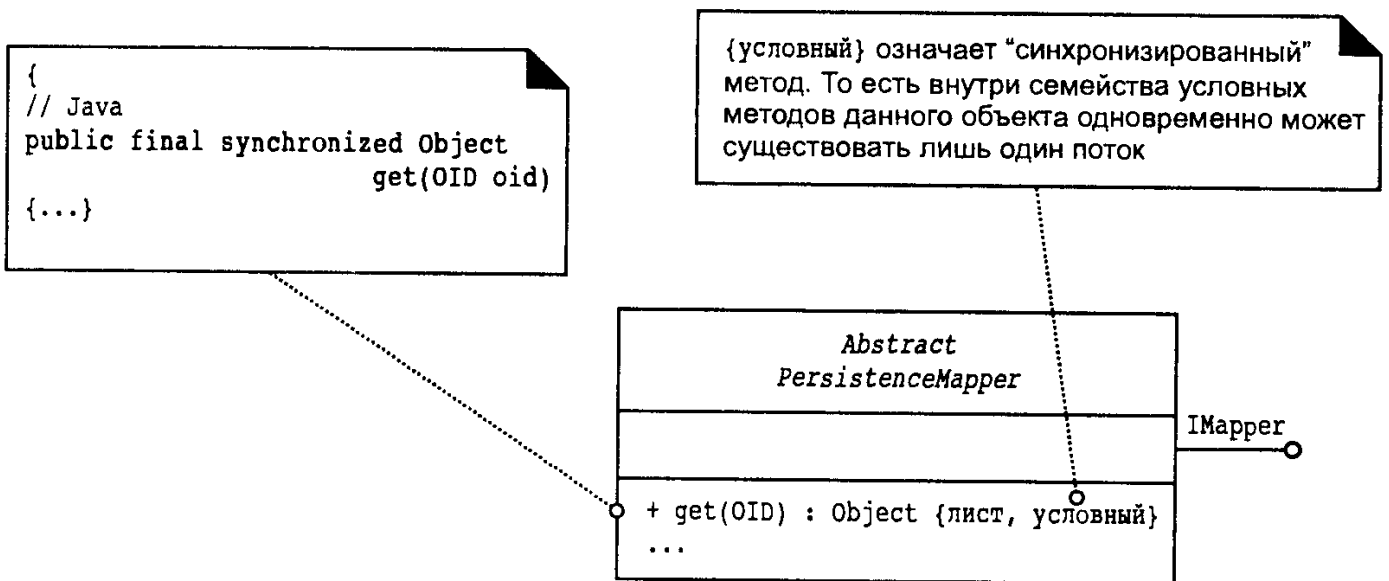 {
// Java
public final synchronized Object
get(OID oid)
{...}
{условный} означает “синхронизированный”
метод. То есть внутри семейства условных
методов данного объекта одновременно может
существовать лишь один поток
Abstract
PersistenceMapper
IMapper
+ get(OID) : Object {лист, условный}
...